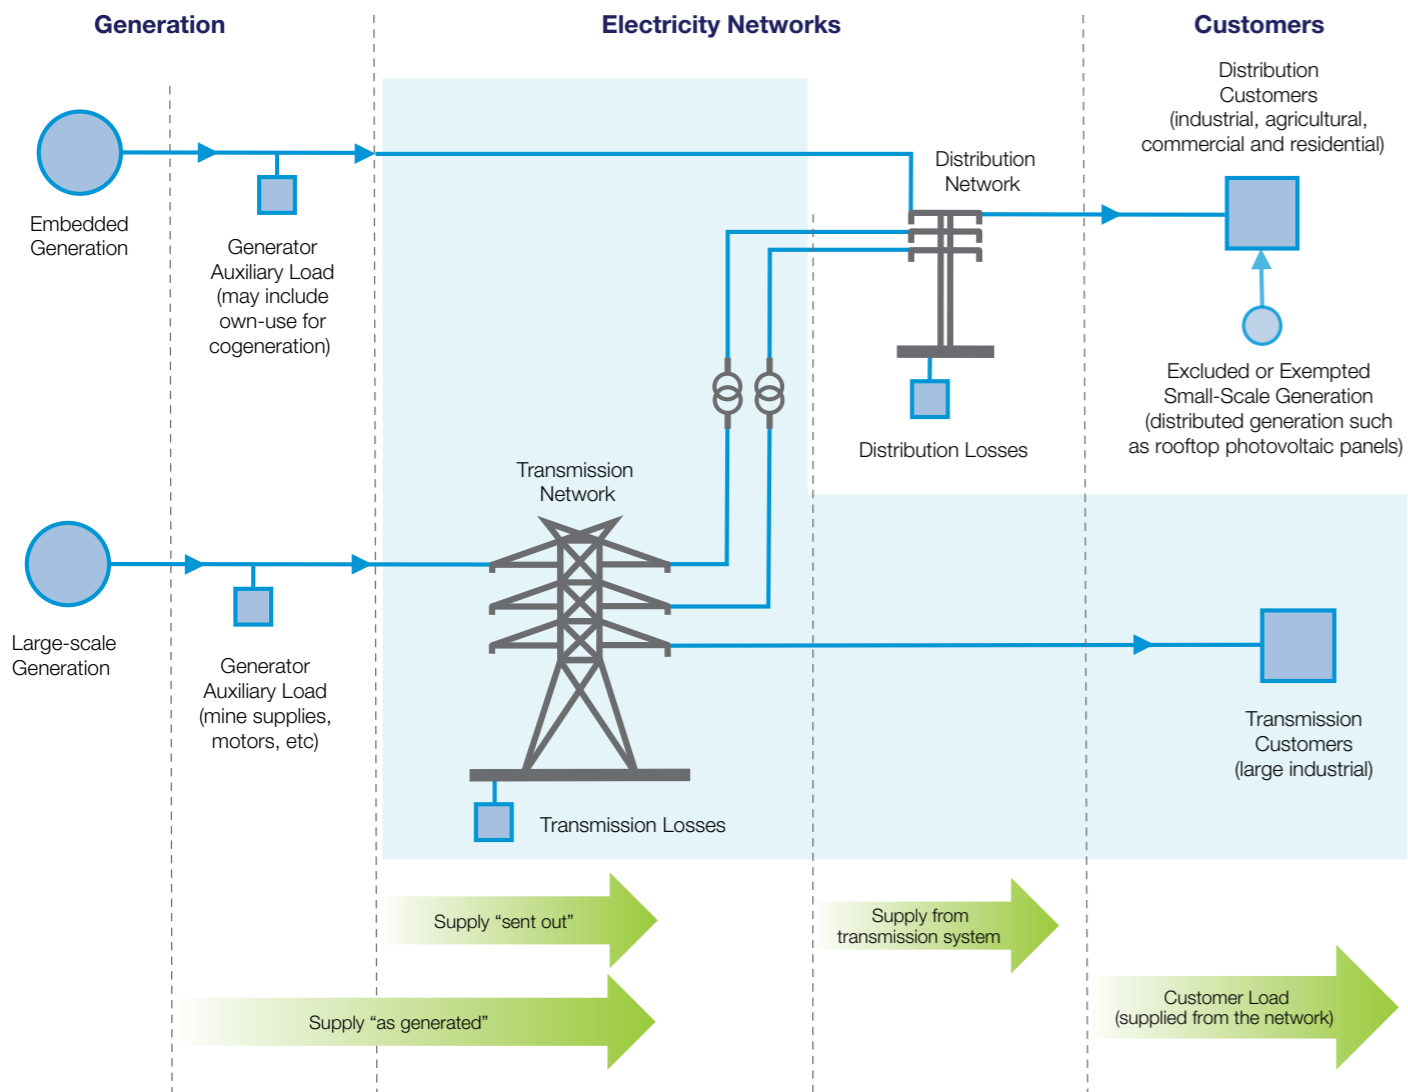 Generation
Electricity Networks
Customers
Distribution
Customers
(industrial, agricultural,
commercial and residential)
Distribution
Network
Embedded
Generation
Generator
Auxiliary Load
(may include
own-use for
cogeneration)
Excluded or Exempted
Small-Scale Generation
(distributed generation such
as rooftop photovoltaic panels)
Distribution Losses
Transmission
Network
Large-scale
Generation
Generator
Auxiliary Load
(mine supplies,
motors, etc)
Transmission
Customers
(large industrial)
Transmission Losses
Supply “sent out”
Supply from
transmission system
Supply “as generated”
Customer Load
(supplied from the network)